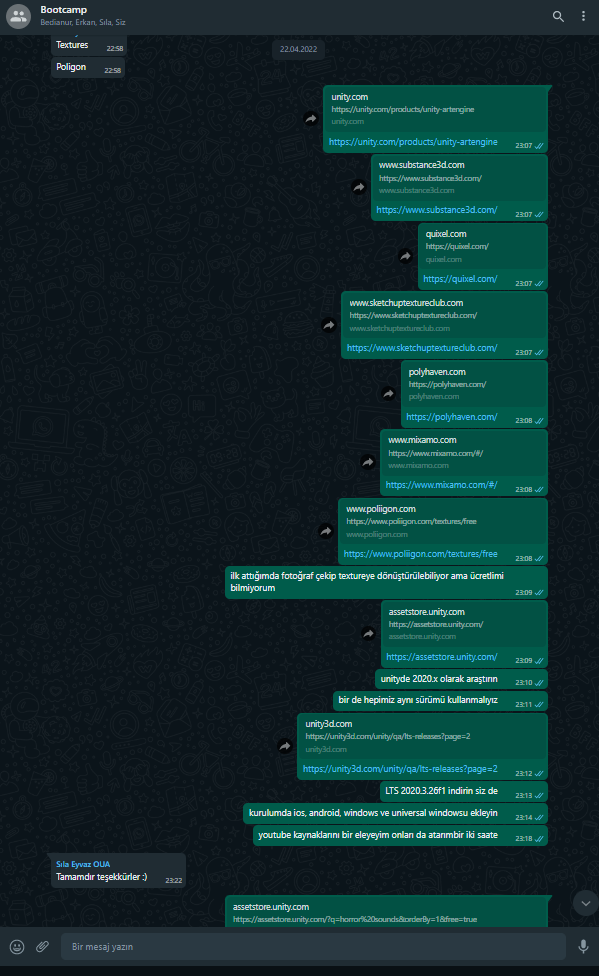 Bootcamp
Bedianur, Erkan, Sıla, Siz
Textures
22:58
22.04.2022
Poligon
22:58
unity.com
https://unity.com/products/unity-artengine
unity.com
https://unity.com/products/unity-artengine
23:07
www.substance3d.com
https://www.substance3d.com/
www.substance3d.com
https://www.substance3d.com/
23:07
quixel.com
https://quixel.com/
quixel.com
https://quixel.com/
23:07
www.sketchuptextureclub.com
https://www.sketchuptextureclub.com/
www.sketchuptextureclub.com
https://www.sketchuptextureclub.com/
23:07
polyhaven.com
https://polyhaven.com/
polyhaven.com
https://polyhaven.com/
23:08
www.mixamo.com
https://www.mixamo.com/#/
www.mixamo.com
https://www.mixamo.com/#/
23:08
www.poliigon.com
https://www.poliigon.com/textures/free
www.poliigon.com
https://www.poliigon.com/textures/free
23:08
ilk attığımda fotoğraf çekip textureye dönüştürülebiliyor ama ücretlimi
bilmiyorum
23:09
assetstore.unity.com
https://assetstore.unity.com/
assetstore.unity.com
https://assetstore.unity.com/
23:09
unityde 2020.x olarak araştırın
23:10
bir de hepimiz aynı sürümü kullanmalıyız
23:11
unity3d.com
https://unity3d.com/unity/qa/lts-releases?page=2
unity3d.com
https://unity3d.com/unity/qa/lts-releases?page=2
23:12
LTS 2020.3.26f1 indirin siz de
23:13
kurulumda ios, android, windows ve universal windowsu ekleyin
23:14
youtube kaynaklarını bir eleyeyim onları da atarımbir iki saate
23:18
Sıla Eyvaz OUA
Tamamdır teşekkürler :)
23:22
assetstore.unity.com
https://assetstore.unity.com/?q=horror%20sounds&orderBy=1&free=true
Bir mesaj yazın